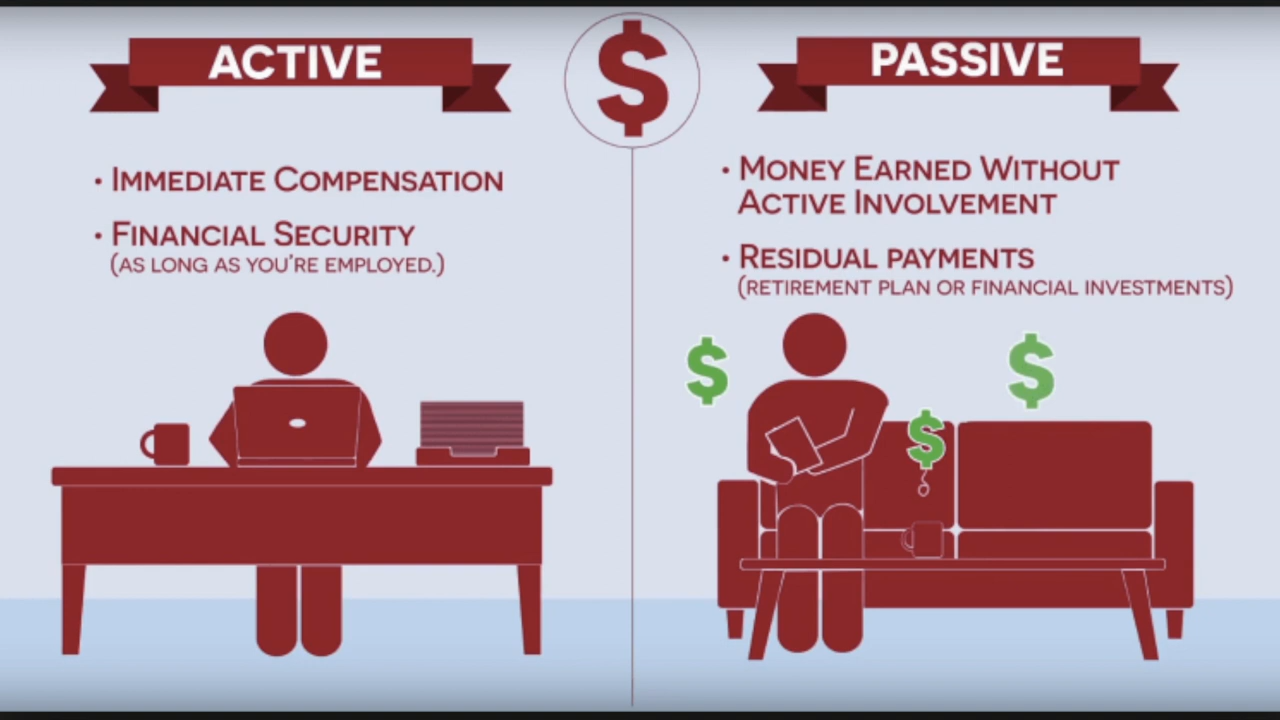 ACTIVE
$
PASSIVE
• IMMEDIATE COMPENSATION
• FINANCIAL SECURITY
(AS LONG AS YOU'RE EMPLOYED.)
• MONEY EARNED WITHOUT
ACTIVE INVOLVEMENT
• RESIDUAL PAYMENTS
(RETIREMENT PLAN OR FINANCIAL INVESTMENTS)
$
$
$